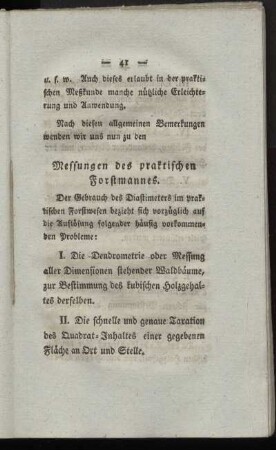 — 41 —
u. s. w. Auch dieses erlaubt in der prakti⸗
schen Meßkunde manche nützliche Erleichte⸗
rung und Anwendung.
Nach diesen allgemeinen Bemerkungen
wenden wir uns nun zu den
Messungen des praktischen
Forstmannes.
Der Gebrauch des Diastimeters im prak⸗
tischen Forstwesen bezieht sich vorzüglich auf
die Auflösung folgender häufig vorkommen⸗
den Probleme:
I. Die Dendrometrie oder Messung
aller Dimensionen stehender Waldbäume,
zur Bestimmung des kubischen Holzgehal⸗
tes derselben.
II. Die schnelle und genaue Taxation
des Quadrat⸗Inhaltes einer gegebenen
Fläche an Ort und Stelle.